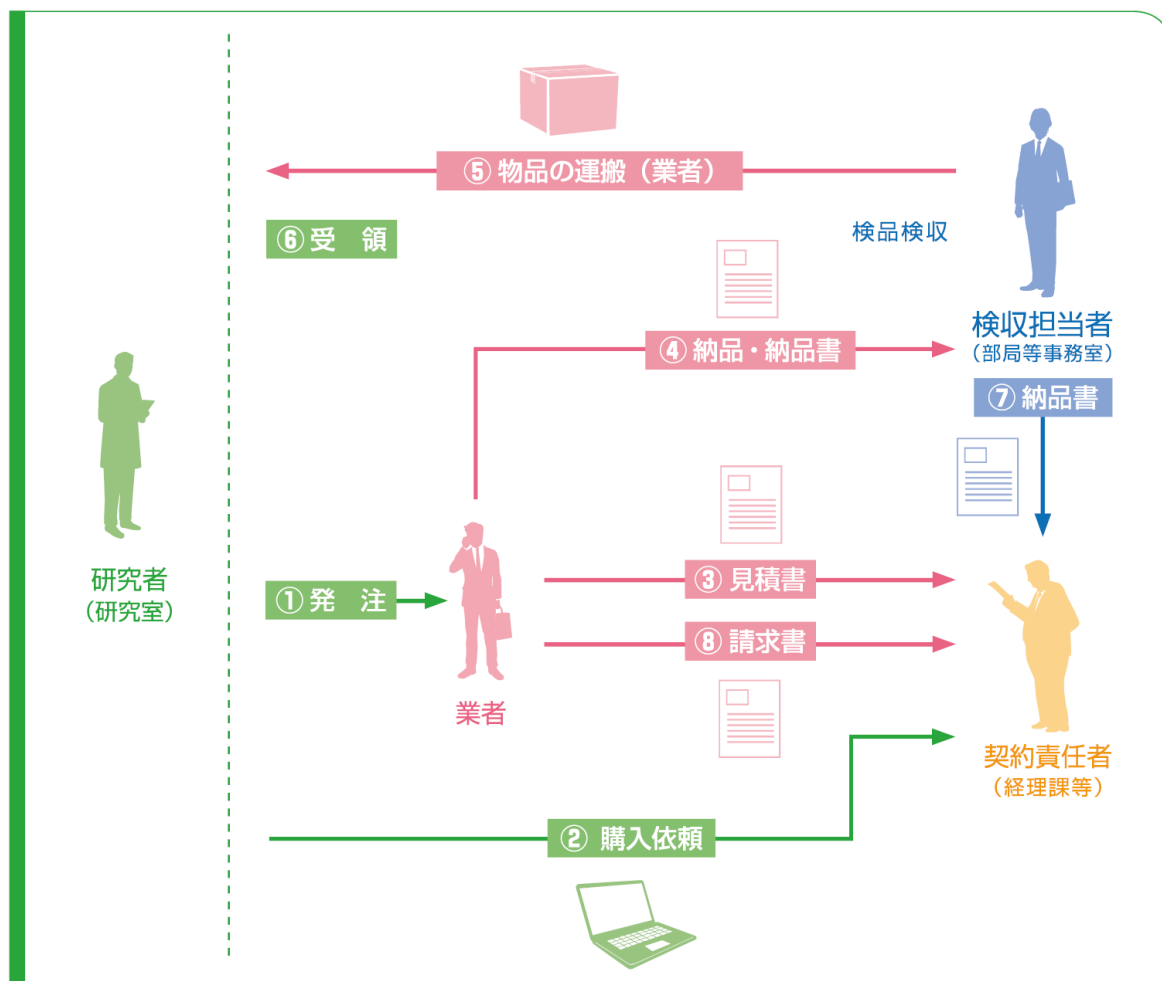 ⑤ 物品の運搬（業者）
⑥ 受　領
検品検収
検収担当者
（部局等事務室）
④ 納品・納品書
⑦ 納品書
研究者
（研究室）
① 発　注
③ 見積書
⑧ 請求書
業者
契約責任者
（経理課等）
② 購入依頼